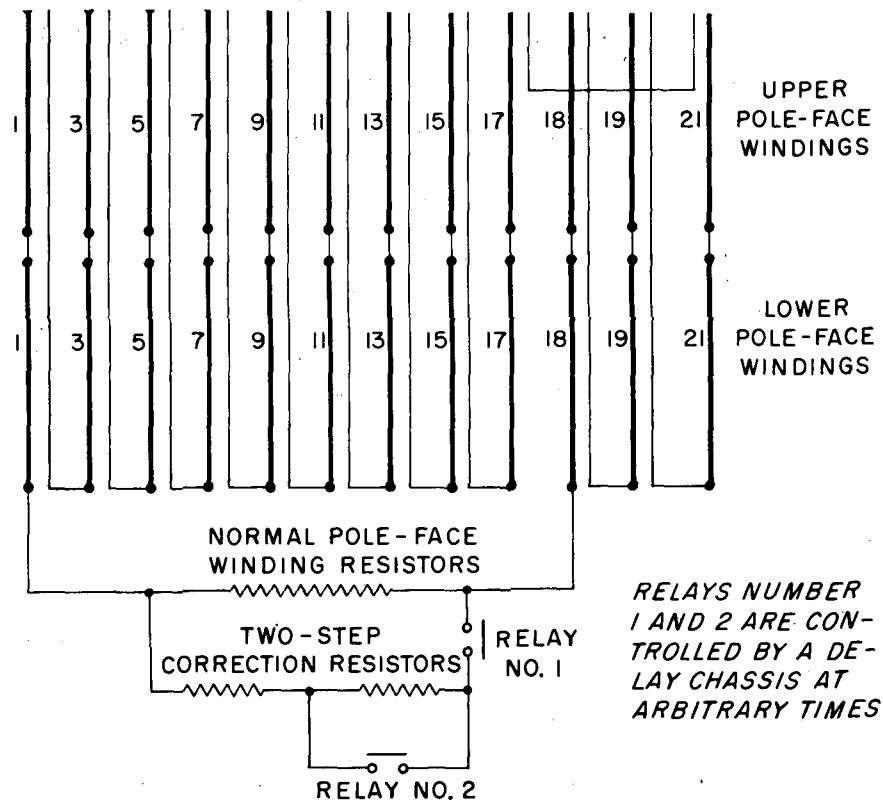 1 3 5 7 9 11 13 15 17 18 19 21
UPPER
POLE-FACE
WINDINGS
1 3 5 7 9 11 13 15 17 18 19 21
LOWER
POLE-FACE
WINDINGS
NORMAL POLE-FACE
WINDING RESISTORS
TWO-STEP
CORRECTION RESISTORS
RELAY
NO. 1
RELAY NO. 2
RELAYS NUMBER
1 AND 2 ARE CON-
TROLLED BY A DE-
LAY CHASSIS AT
ARBITRARY TIMES